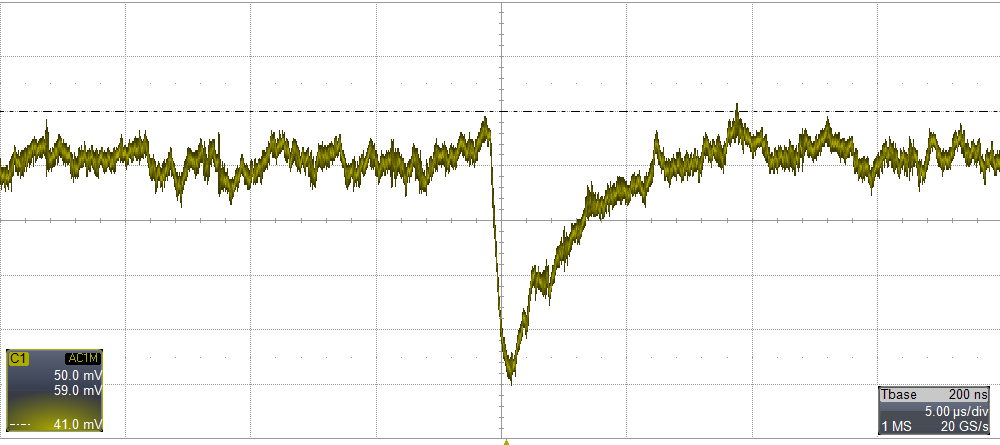 C1 AC1M
50.0 mV
59.0 mV
41.0 mV
Tbase 200 ns
5.00 µs/div
1 MS 20 GS/s